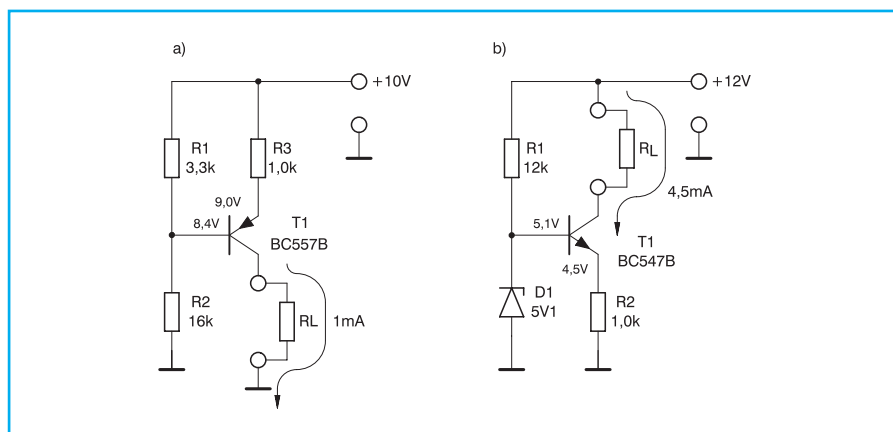 a)
+10V
R1
3,3k
R3
1,0k
9,0V
8,4V
T1
BC557B
R2
16k
RL
1mA
b)
+12V
R1
12k
RL
4,5mA
5,1V
T1
BC547B
4,5V
D1
5V1
R2
1,0k